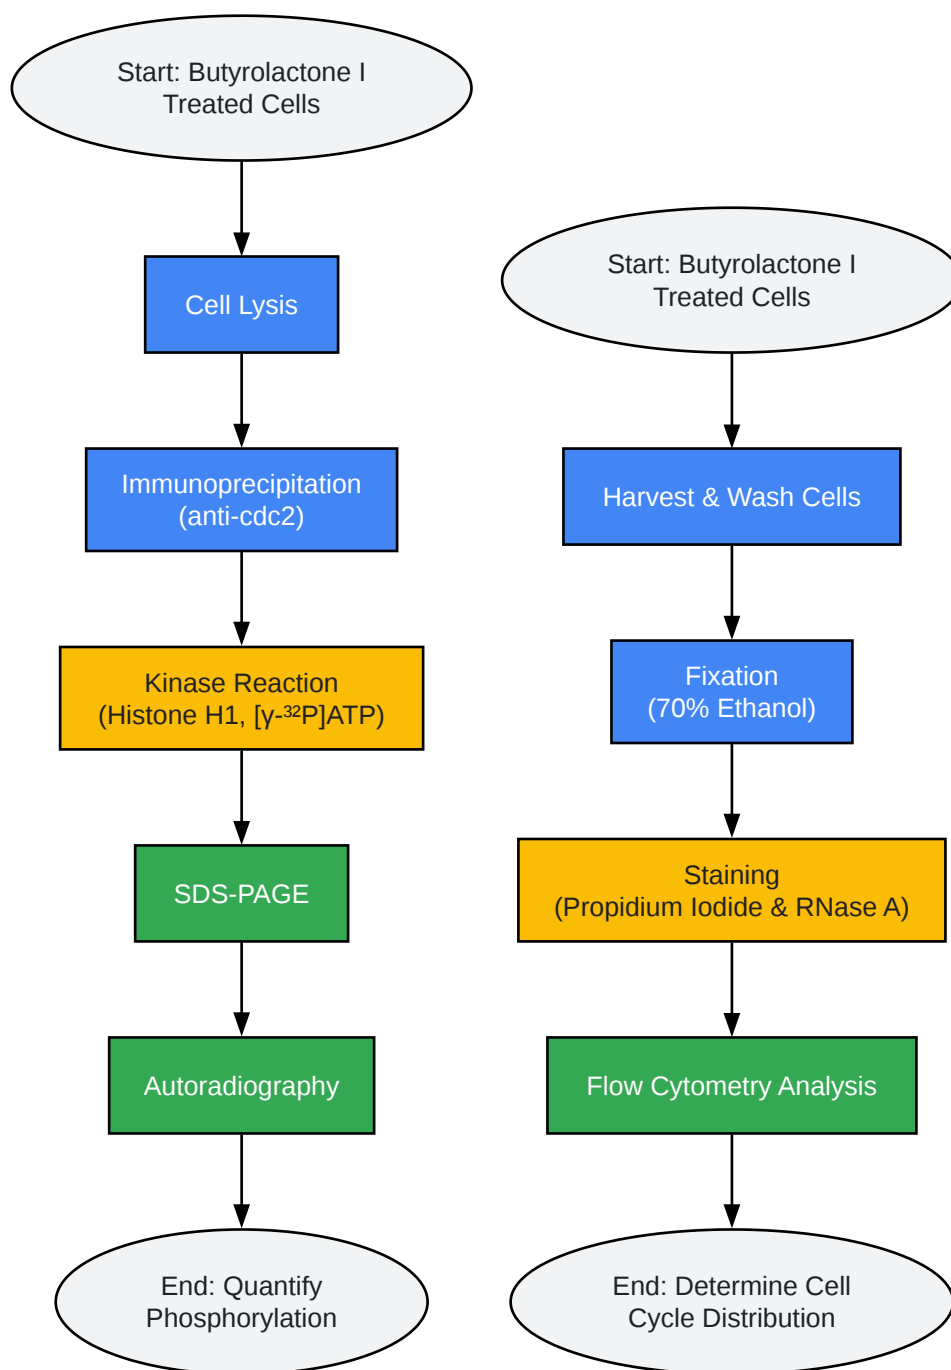 Start: Butyrolactone I
Treated Cells
Cell Lysis
Immunoprecipitation
(anti-cdc2)
Kinase Reaction
(Histone H1, [γ-³²P]ATP)
SDS-PAGE
Autoradiography
End: Quantify
Phosphorylation
Start: Butyrolactone I
Treated Cells
Harvest & Wash Cells
Fixation
(70% Ethanol)
Staining
(Propidium Iodide & RNase A)
Flow Cytometry Analysis
End: Determine Cell
Cycle Distribution